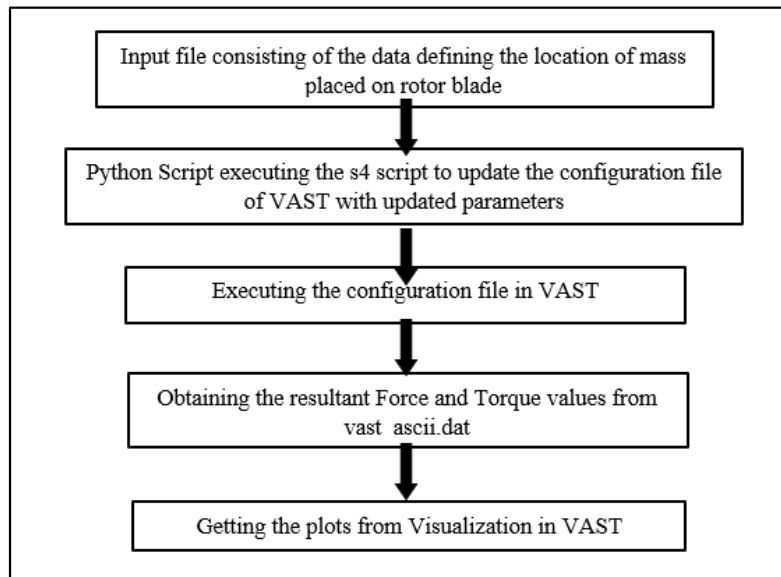 Input file consisting of the data defining the location of mass
placed on rotor blade
Python Script executing the s4 script to update the configuration file
of VAST with updated parameters
Executing the configuration file in VAST
Obtaining the resultant Force and Torque values from
vast ascii.dat
Getting the plots from Visualization in VAST